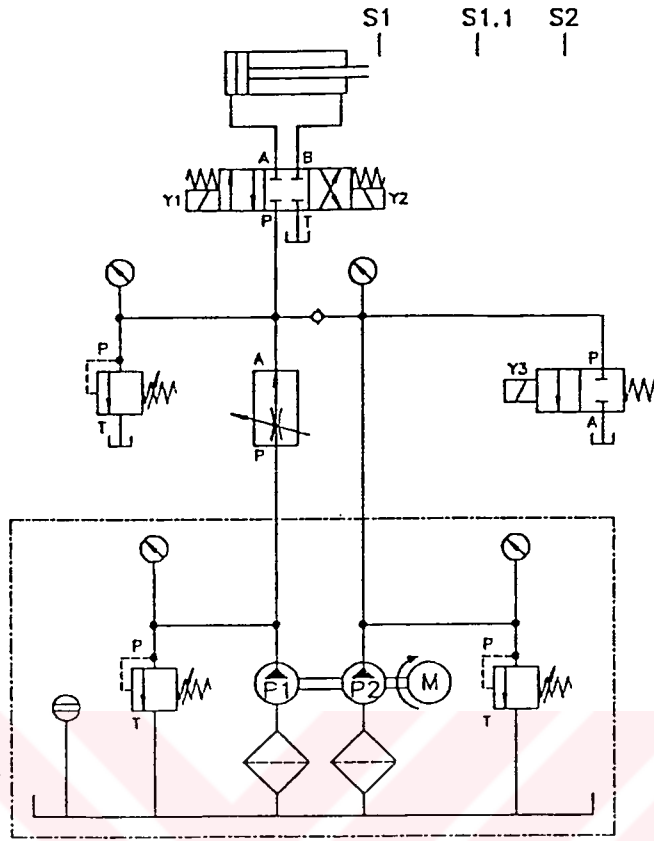 S1 S1.1 S2
A B
Y1 Y2
P T
P A Y3 P
T P A
P P
P1 P2 M
T T